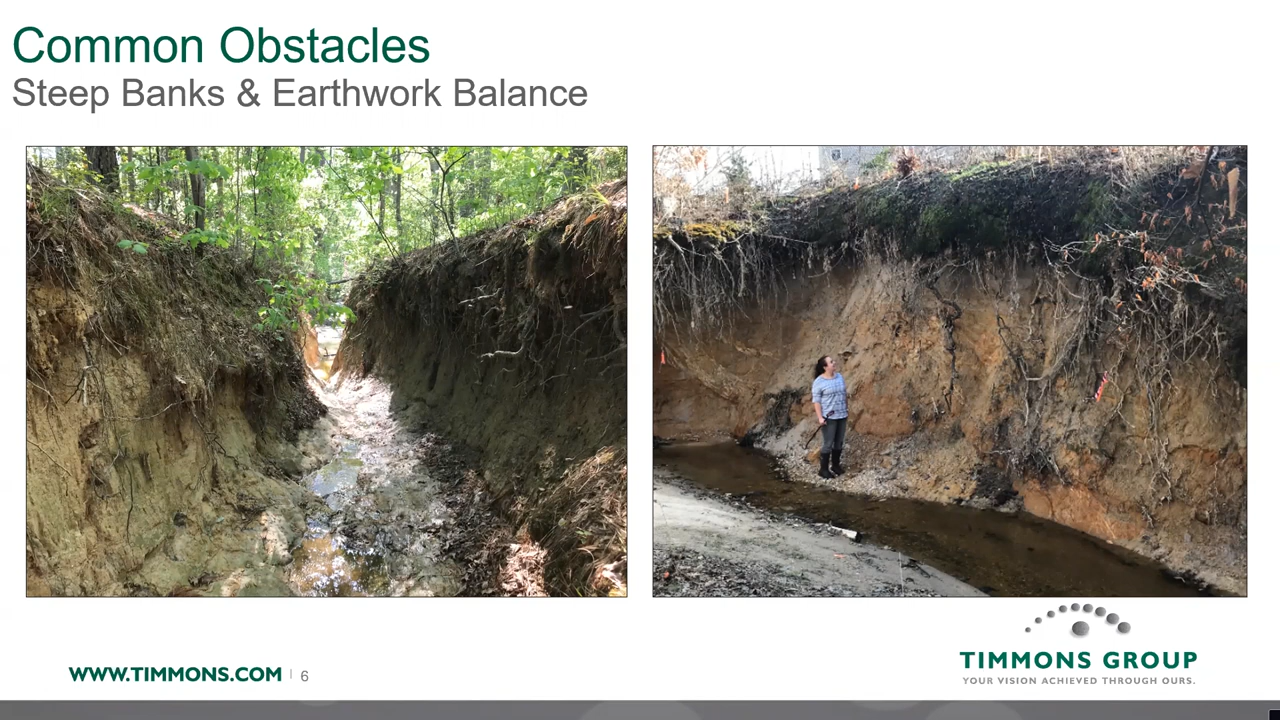 Common Obstacles
Steep Banks & Earthwork Balance
WWW.TIMMONS.COM | 6
TIMMONS GROUP
YOUR VISION ACHIEVED THROUGH OURS.